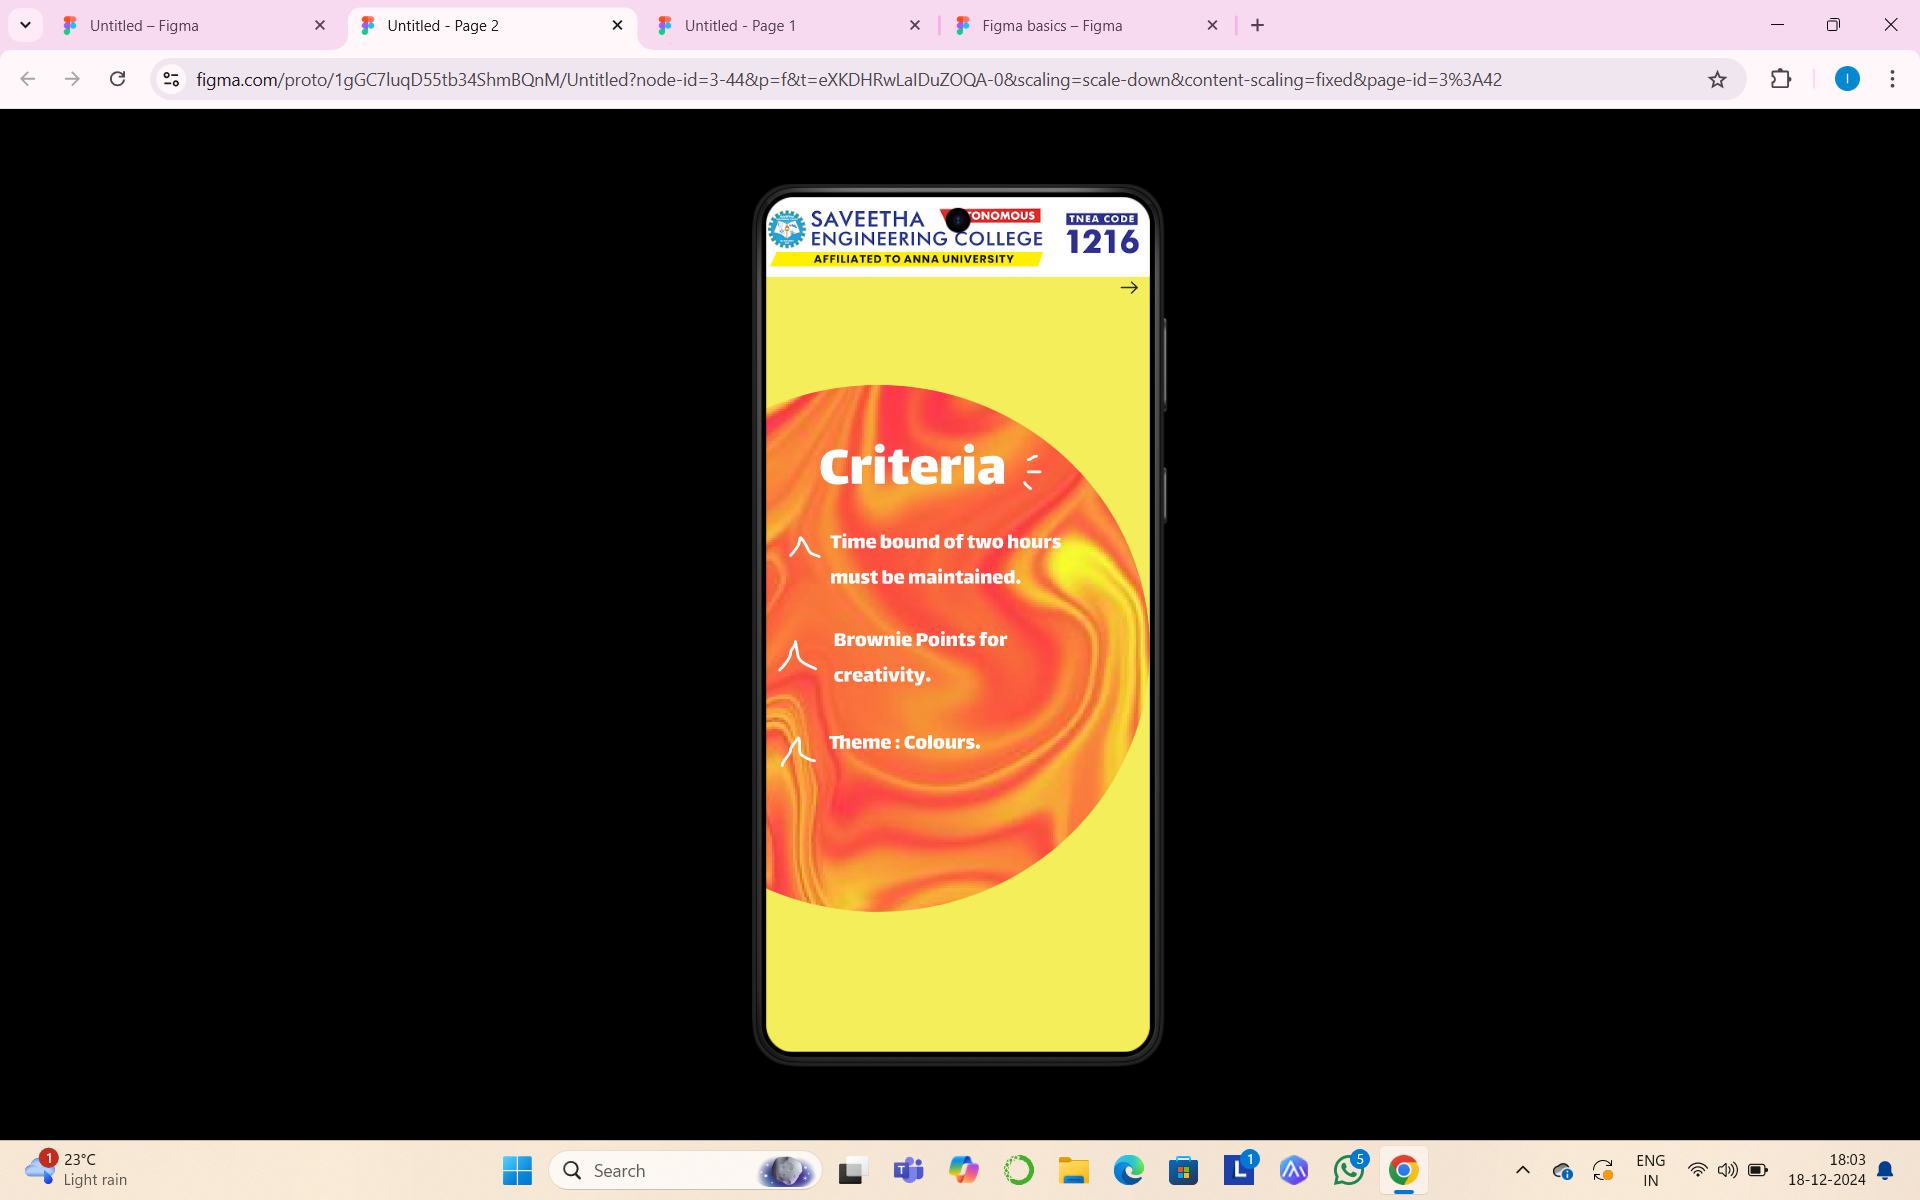 Untitled – Figma
Untitled - Page 2
Untitled - Page 1
Figma basics – Figma
figma.com/proto/1gGC7luqD55tb34ShmBQnM/Untitled?node-id=3-44&p=f&t=eXKDHRwLaIDuZOQA-0&scaling=scale-down&content-scaling=fixed&page-id=3%3A42
I
SAVEETHA
ONOMOUS
ENGINEERING COLLEGE
AFFILIATED TO ANNA UNIVERSITY
TNEA CODE
1216
Criteria
Time bound of two hours
must be maintained.
Brownie Points for
creativity.
Theme : Colours.
1
23°C
Light rain
Search
1
5
ENG
IN
18:03
18-12-2024